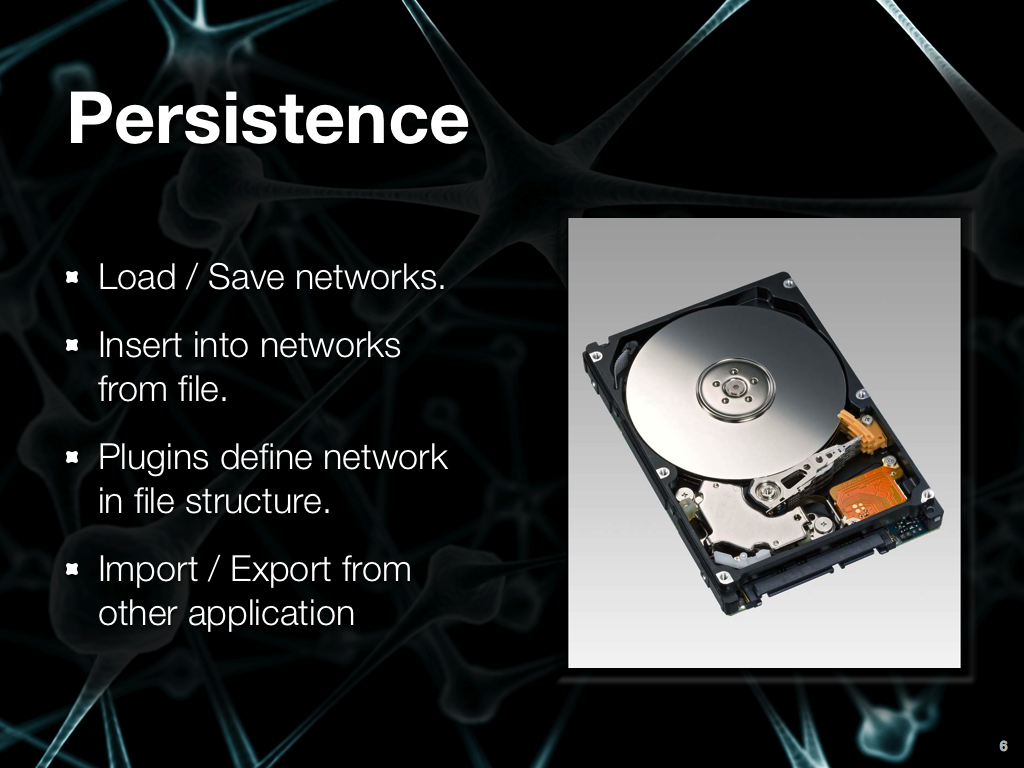 Persistence
Load / Save networks.
Insert into networks
from file.
Plugins define network
in file structure.
Import / Export from
other application
6